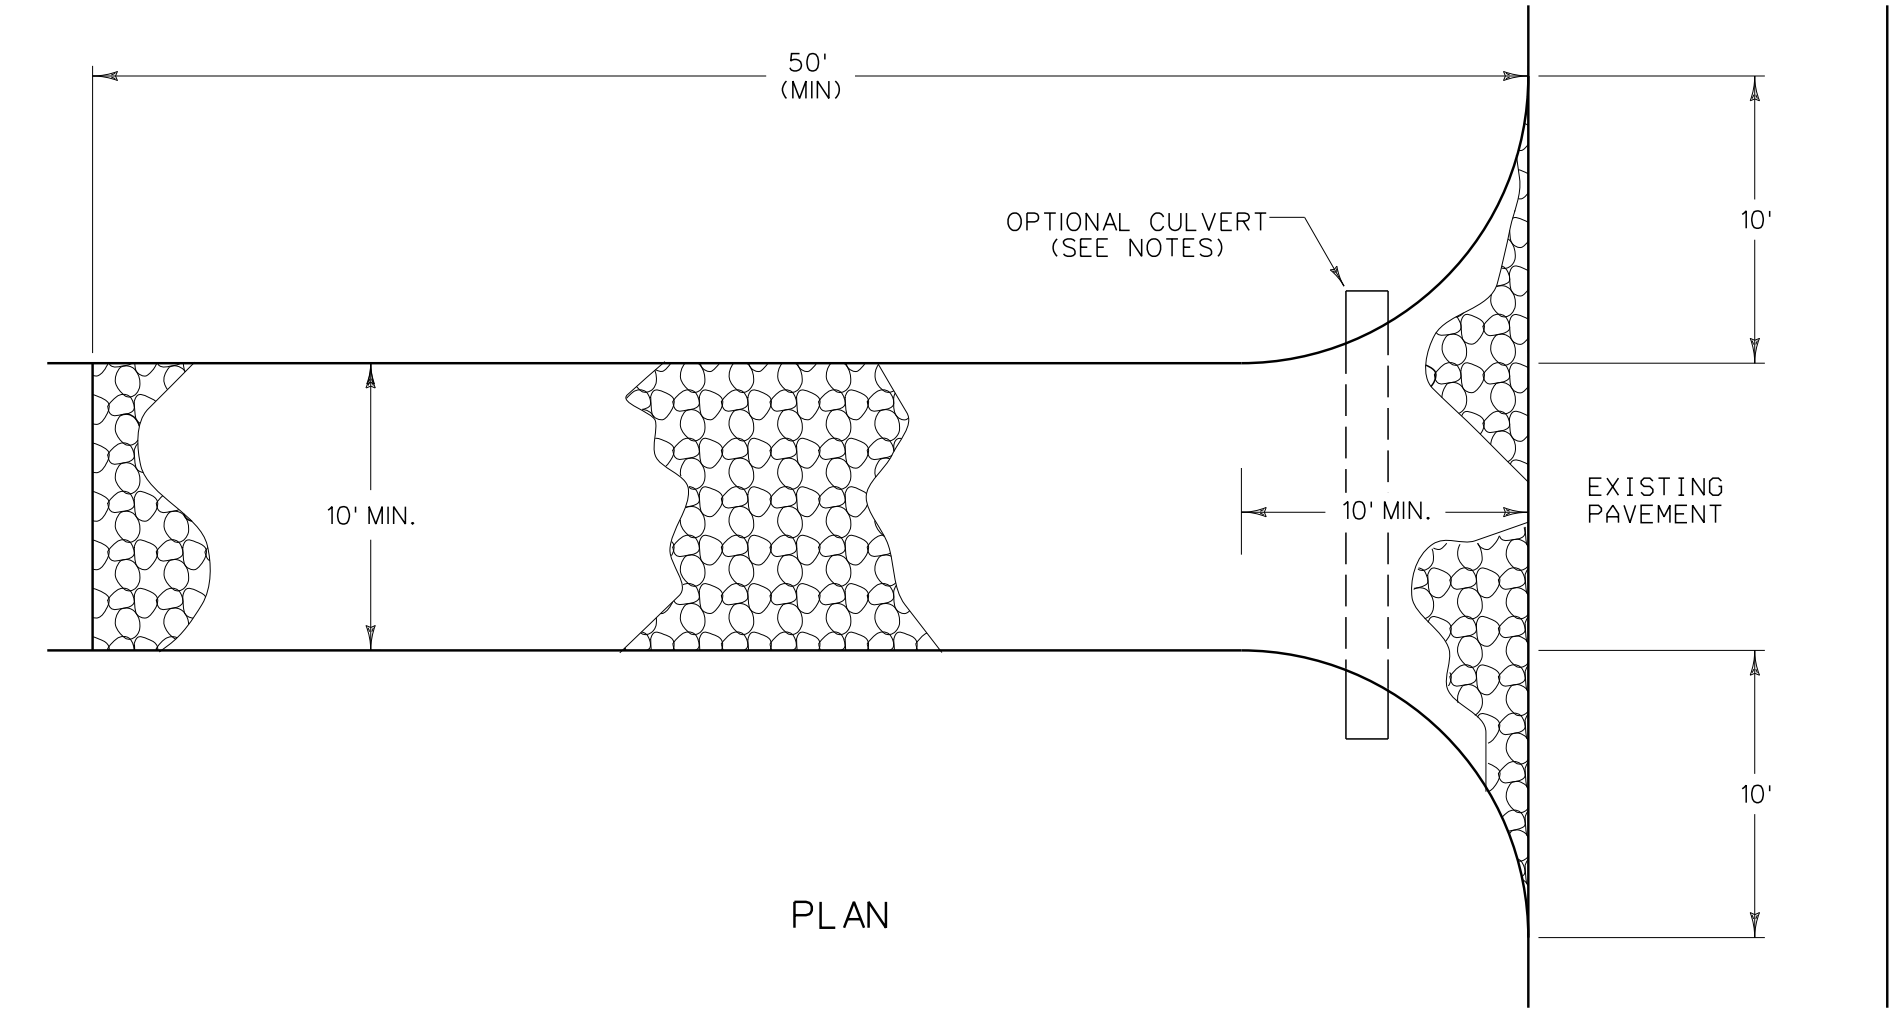 50'
(MIN)
OPTIONAL CULVERT
(SEE NOTES)
10'
10' MIN.
10' MIN.
EXISTING
PAVEMENT
10'
PLAN